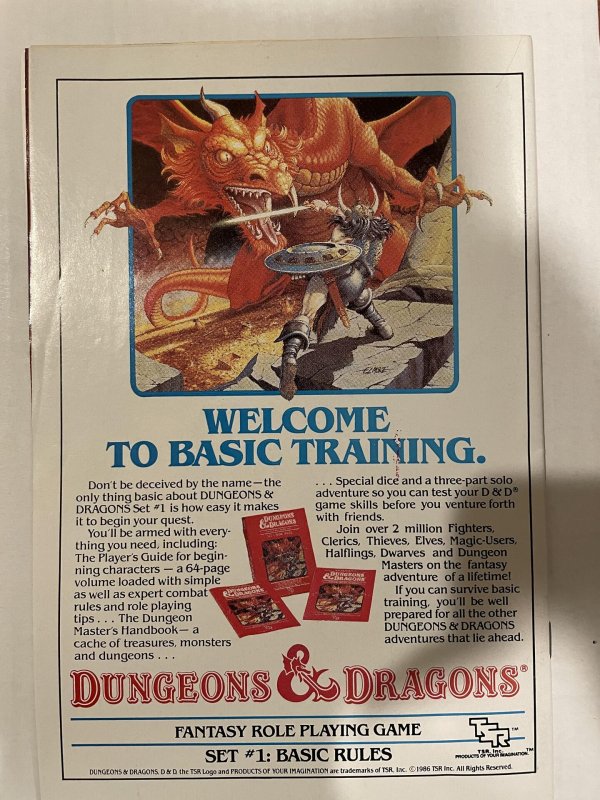 ELMORE
WELCOME
TO BASIC TRAINING.
Don't be deceived by the name—the
only thing basic about DUNGEONS &
DRAGONS Set #1 is how easy it makes
it to begin your quest.
You'll be armed with every-
thing you need, including:
The Player's Guide for begin-
ning characters — a 64-page
volume loaded with simple
as well as expert combat
rules and role playing
tips . . . The Dungeon
Master's Handbook— a
cache of treasures, monsters
and dungeons . . .
. . . Special dice and a three-part solo
adventure so you can test your D & D®
game skills before you venture forth
with friends.
Join over 2 million Fighters,
Clerics, Thieves, Elves, Magic-Users,
Halflings, Dwarves and Dungeon
Masters on the fantasy
adventure of a lifetime!
If you can survive basic
training, you'll be well
prepared for all the other
DUNGEONS & DRAGONS
adventures that lie ahead.
DUNGEONS & DRAGONS
DUNGEONS & DRAGONS
DUNGEONS & DRAGONS
DUNGEONS & DRAGONS®
FANTASY ROLE PLAYING GAME
SET #1: BASIC RULES
TSR™
TSR, Inc.
PRODUCTS OF YOUR IMAGINATION™
DUNGEONS & DRAGONS, D & D, the TSR Logo and PRODUCTS OF YOUR IMAGINATION are trademarks of TSR, Inc. ©1986 TSR Inc. All Rights Reserved.